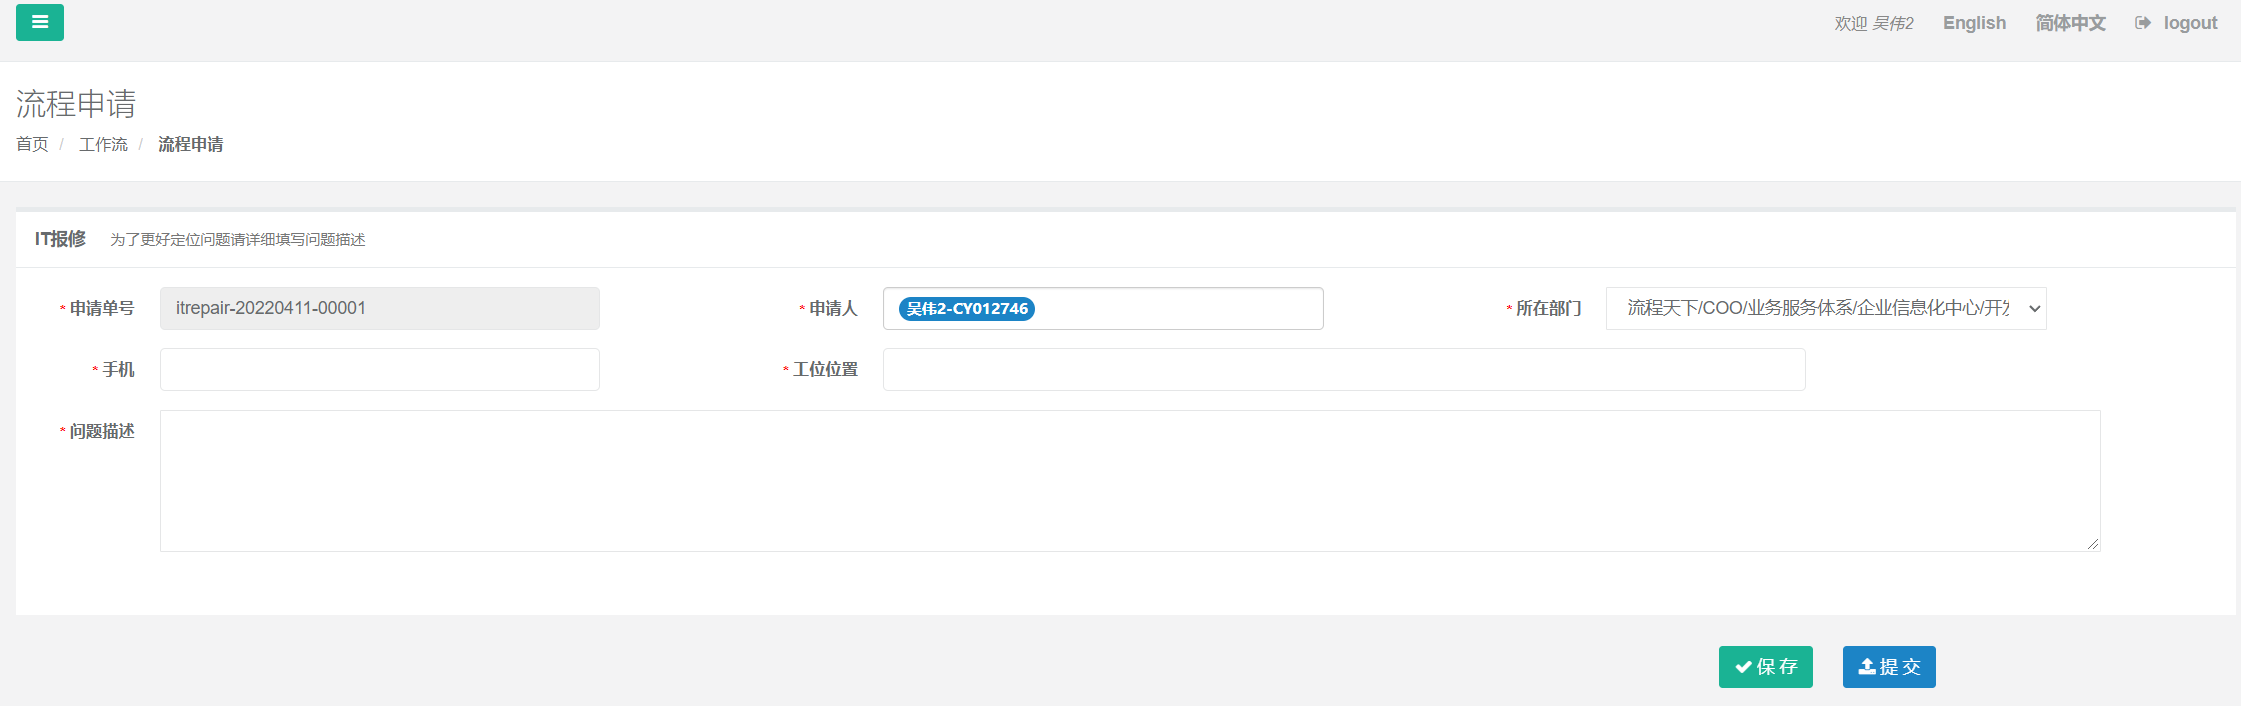 欢迎 吴伟2 English 简体中文 logout
流程申请
首页 / 工作流 / 流程申请
IT报修 为了更好定位问题请详细填写问题描述
* 申请单号 itrepair-20220411-00001 * 申请人 吴伟2-CY012746 * 所在部门 流程天下/COO/业务服务体系/企业信息化中心/开
* 手机 * 工位位置
* 问题描述
保存 提交